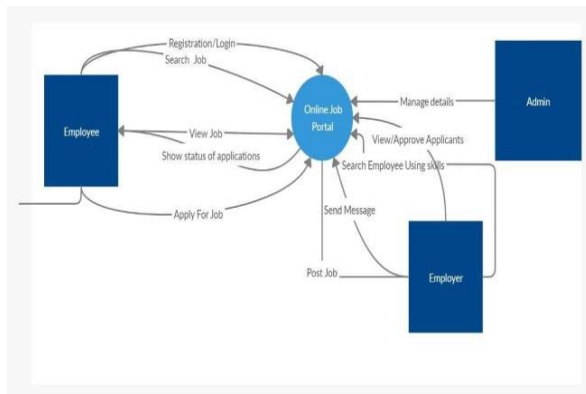 Registration/Login
Search Job
Online Job
Portal
Manage details
Admin
Employee
View Job
View/Approve Applicants
Show status of applications
Search Employee Using skills
Send Message
Apply For Job
Post Job
Employer